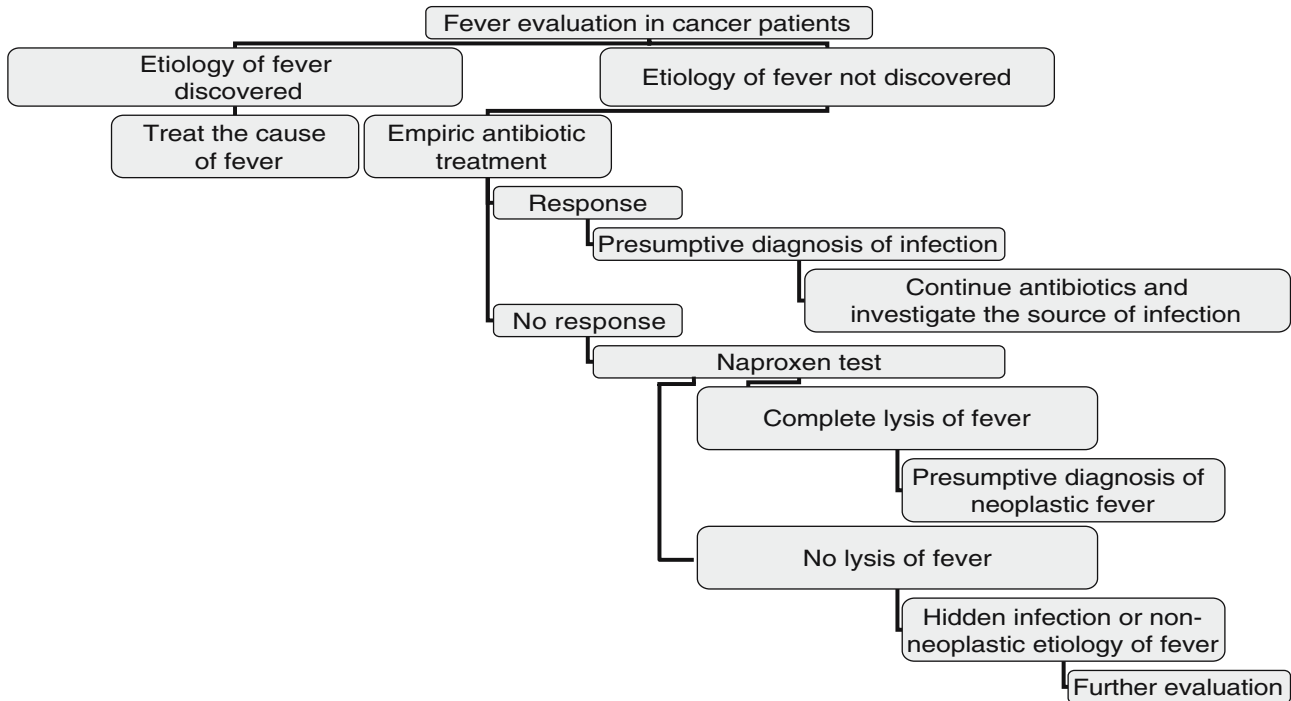 Fever evaluation in cancer patients
Etiology of fever
discovered
Etiology of fever not discovered
Treat the cause
of fever
Empiric antibiotic
treatment
Response
Presumptive diagnosis of infection
Continue antibiotics and
investigate the source of infection
No response
Naproxen test
Complete lysis of fever
Presumptive diagnosis of
neoplastic fever
No lysis of fever
Hidden infection or non-
neoplastic etiology of fever
Further evaluation